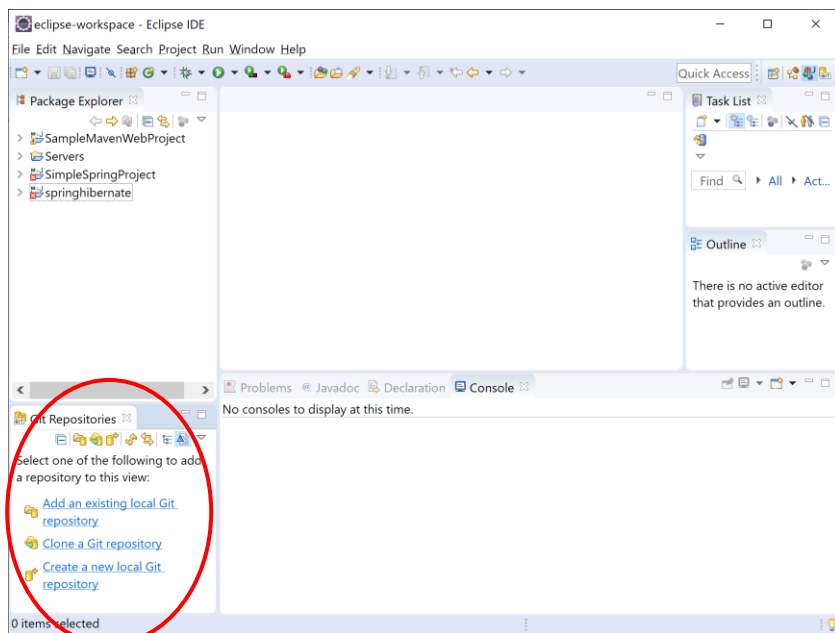 eclipse-workspace - Eclipse IDE
File Edit Navigate Search Project Run Window Help
Quick Access
Package Explorer
SampleMavenWebProject
Servers
SimpleSpringProject
springhibernate
Task List
Find
All
Act...
Outline
There is no active editor
that provides an outline.
Problems @ Javadoc Declaration Console
No consoles to display at this time.
Git Repositories
Select one of the following to add
a repository to this view:
Add an existing local Git
repository
Clone a Git repository
Create a new local Git
repository
0 items selected